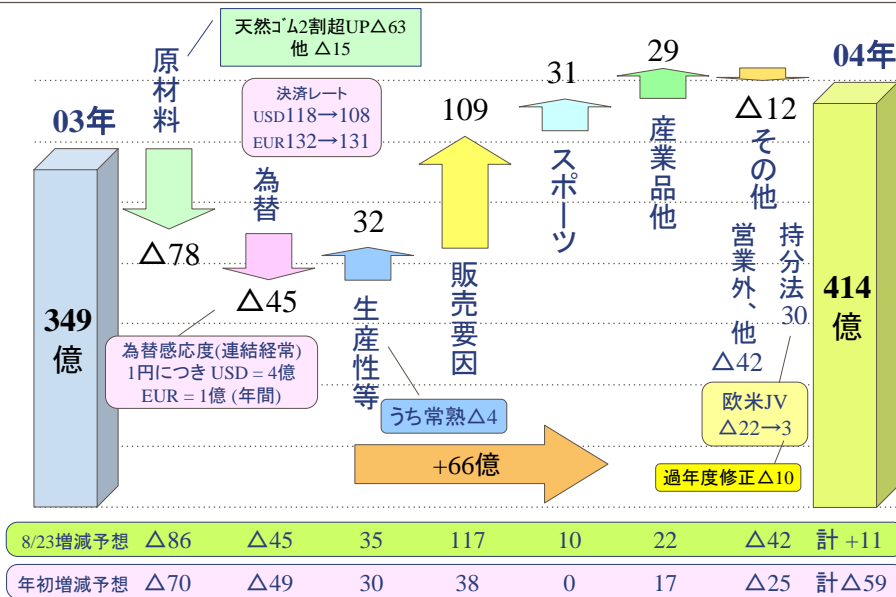 天然ゴム2割超UP△63
他 △15
原材料
決済レート
USD118→108
EUR132→131
03年
04年
349
億
△78
為替
△45
為替感応度(連結経常)
1円につき USD = 4億
EUR = 1億 (年間)
32
生産性等
うち常熟△4
109
販売要因
31
スポーツ
29
産業品他
△12
その他
営業外、他
△42
持分法
30
欧米JV
△22→3
過年度修正△10
414
億
+66億
8/23増減予想 △86 △45 35 117 10 22 △42 計 +11
年初増減予想 △70 △49 30 38 0 17 △25 計△59